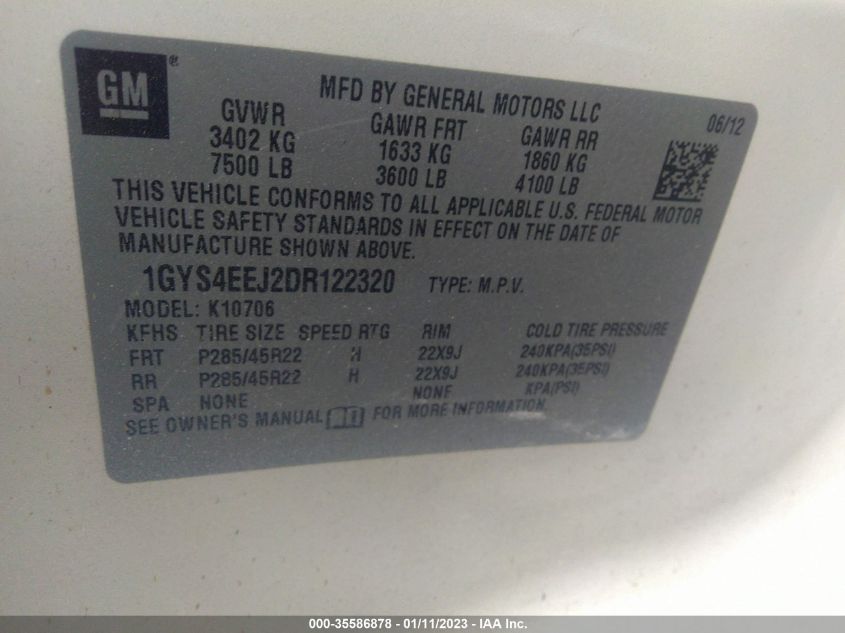 GM®
MFD BY GENERAL MOTORS LLC
06/12
GVWR GAWR FRT GAWR RR
3402 KG 1633 KG 1860 KG
7500 LB 3600 LB 4100 LB
THIS VEHICLE CONFORMS TO ALL APPLICABLE U.S. FEDERAL MOTOR
VEHICLE SAFETY STANDARDS IN EFFECT ON THE DATE OF
MANUFACTURE SHOWN ABOVE.
1GYS4EEJ2DR122320 TYPE: M.P.V.
MODEL: K10706
KFHS TIRE SIZE SPEED RTG RIM COLD TIRE PRESSURE
FRT P285/45R22 H 22X9J 240KPA(35PSI)
RR P285/45R22 H 22X9J 240KPA(35PSI)
SPA NONE NONE KPA(PSI)
SEE OWNER'S MANUAL FOR MORE INFORMATION.
000-35586878 - 01/11/2023 - IAA Inc.